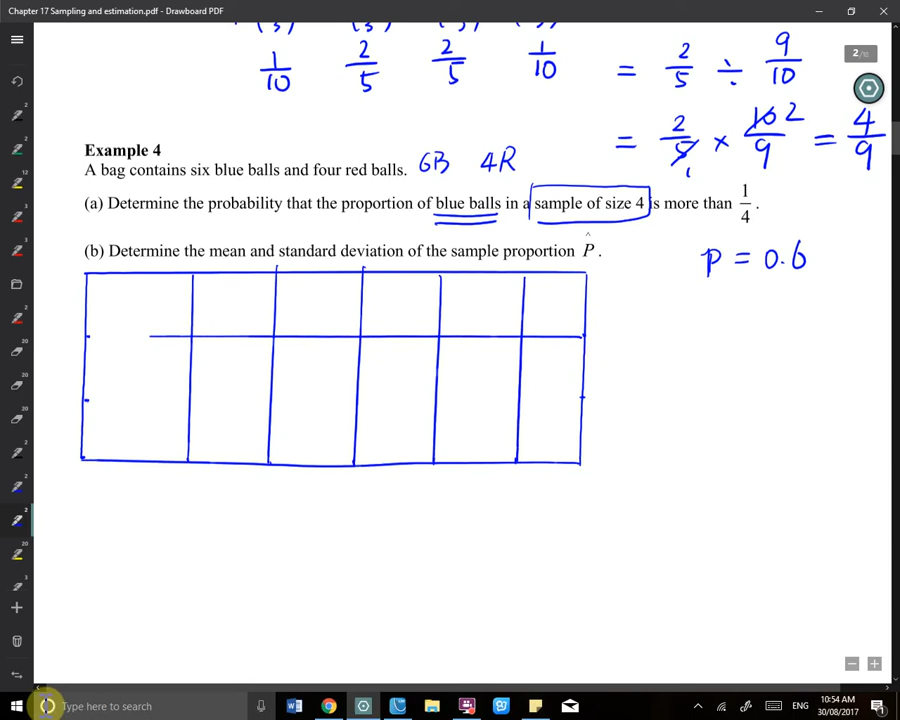 Chapter 17 Sampling and estimation.pdf - Drawboard PDF
1/10 2/5 2/5 1/10 = 2/5 ÷ 9/10
= 2/5 × 10 2/9 = 4/9
2
Example 4
A bag contains six blue balls and four red balls. 6B 4R
(a) Determine the probability that the proportion of blue balls in a sample of size 4 is more than 1/4.
(b) Determine the mean and standard deviation of the sample proportion P̂.
p = 0.6
Type here to search
10:54 AM
30/08/2017